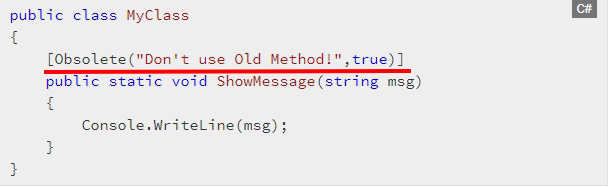 C#
public class MyClass
{
    [Obsolete("Don't use Old Method!",true)]
    public static void ShowMessage(string msg)
    {
        Console.WriteLine(msg);
    }
}